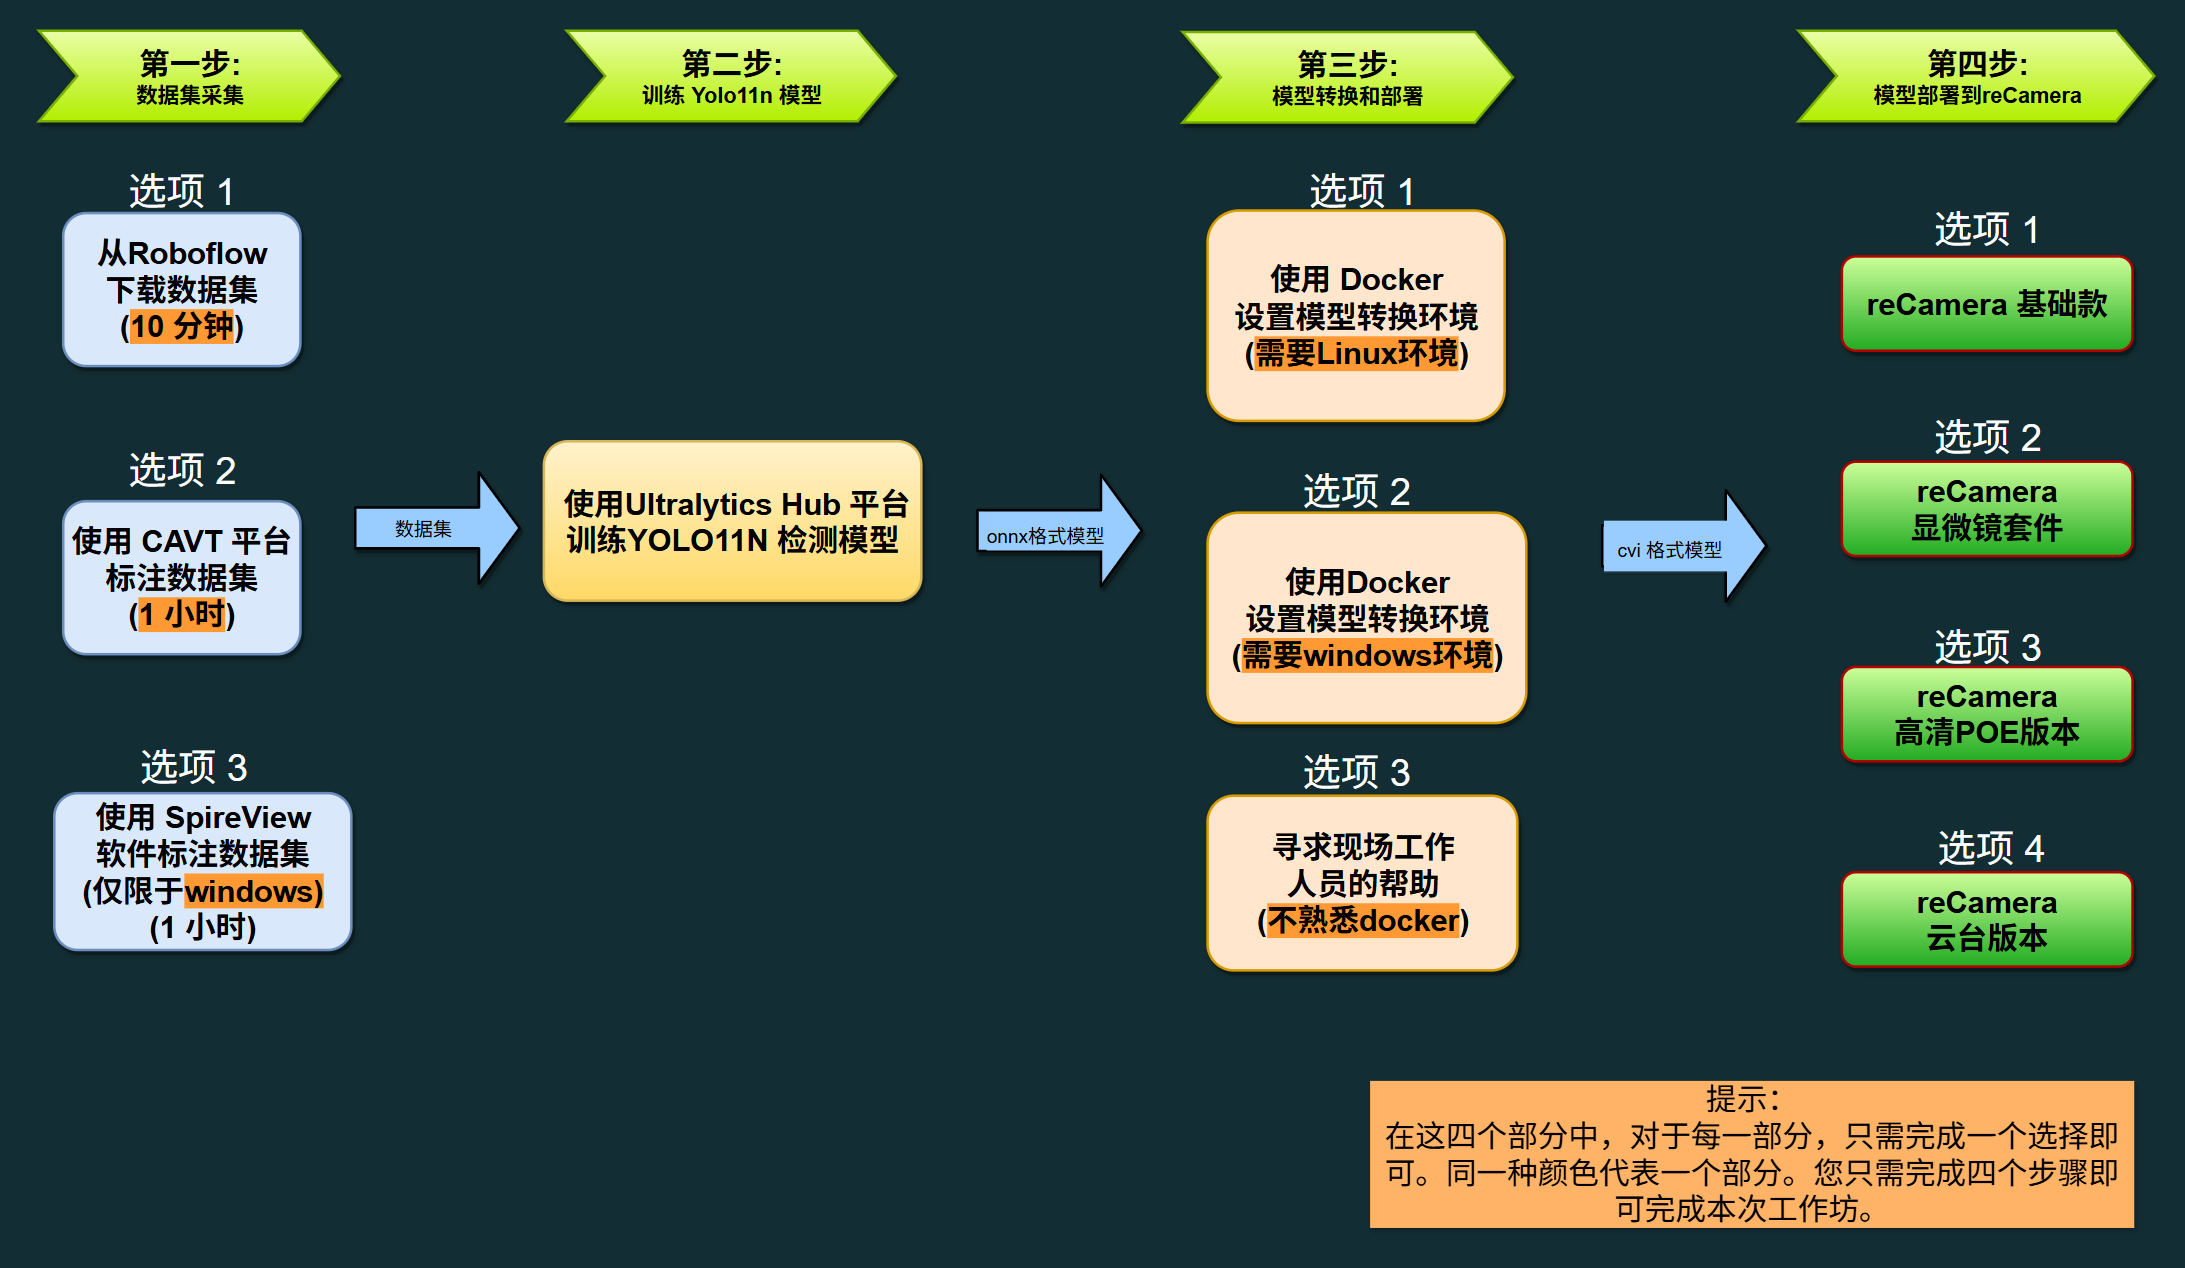 第一步:
数据集采集
第二步:
训练 Yolo11n 模型
第三步:
模型转换和部署
第四步:
模型部署到reCamera
选项 1
从Roboflow
下载数据集
(10 分钟)
选项 2
使用 CAVT 平台
标注数据集
(1 小时)
选项 3
使用 SpireView
软件标注数据集
(仅限于windows)
(1 小时)
数据集
使用Ultralytics Hub 平台
训练YOLO11N 检测模型
onnx格式模型
选项 1
使用 Docker
设置模型转换环境
(需要Linux环境)
选项 2
使用Docker
设置模型转换环境
(需要windows环境)
选项 3
寻求现场工作
人员的帮助
(不熟悉docker)
cvi 格式模型
选项 1
reCamera 基础款
选项 2
reCamera
显微镜套件
选项 3
reCamera
高清POE版本
选项 4
reCamera
云台版本
提示：
在这四个部分中，对于每一部分，只需完成一个选择即
可。同一种颜色代表一个部分。您只需完成四个步骤即
可完成本次工作坊。